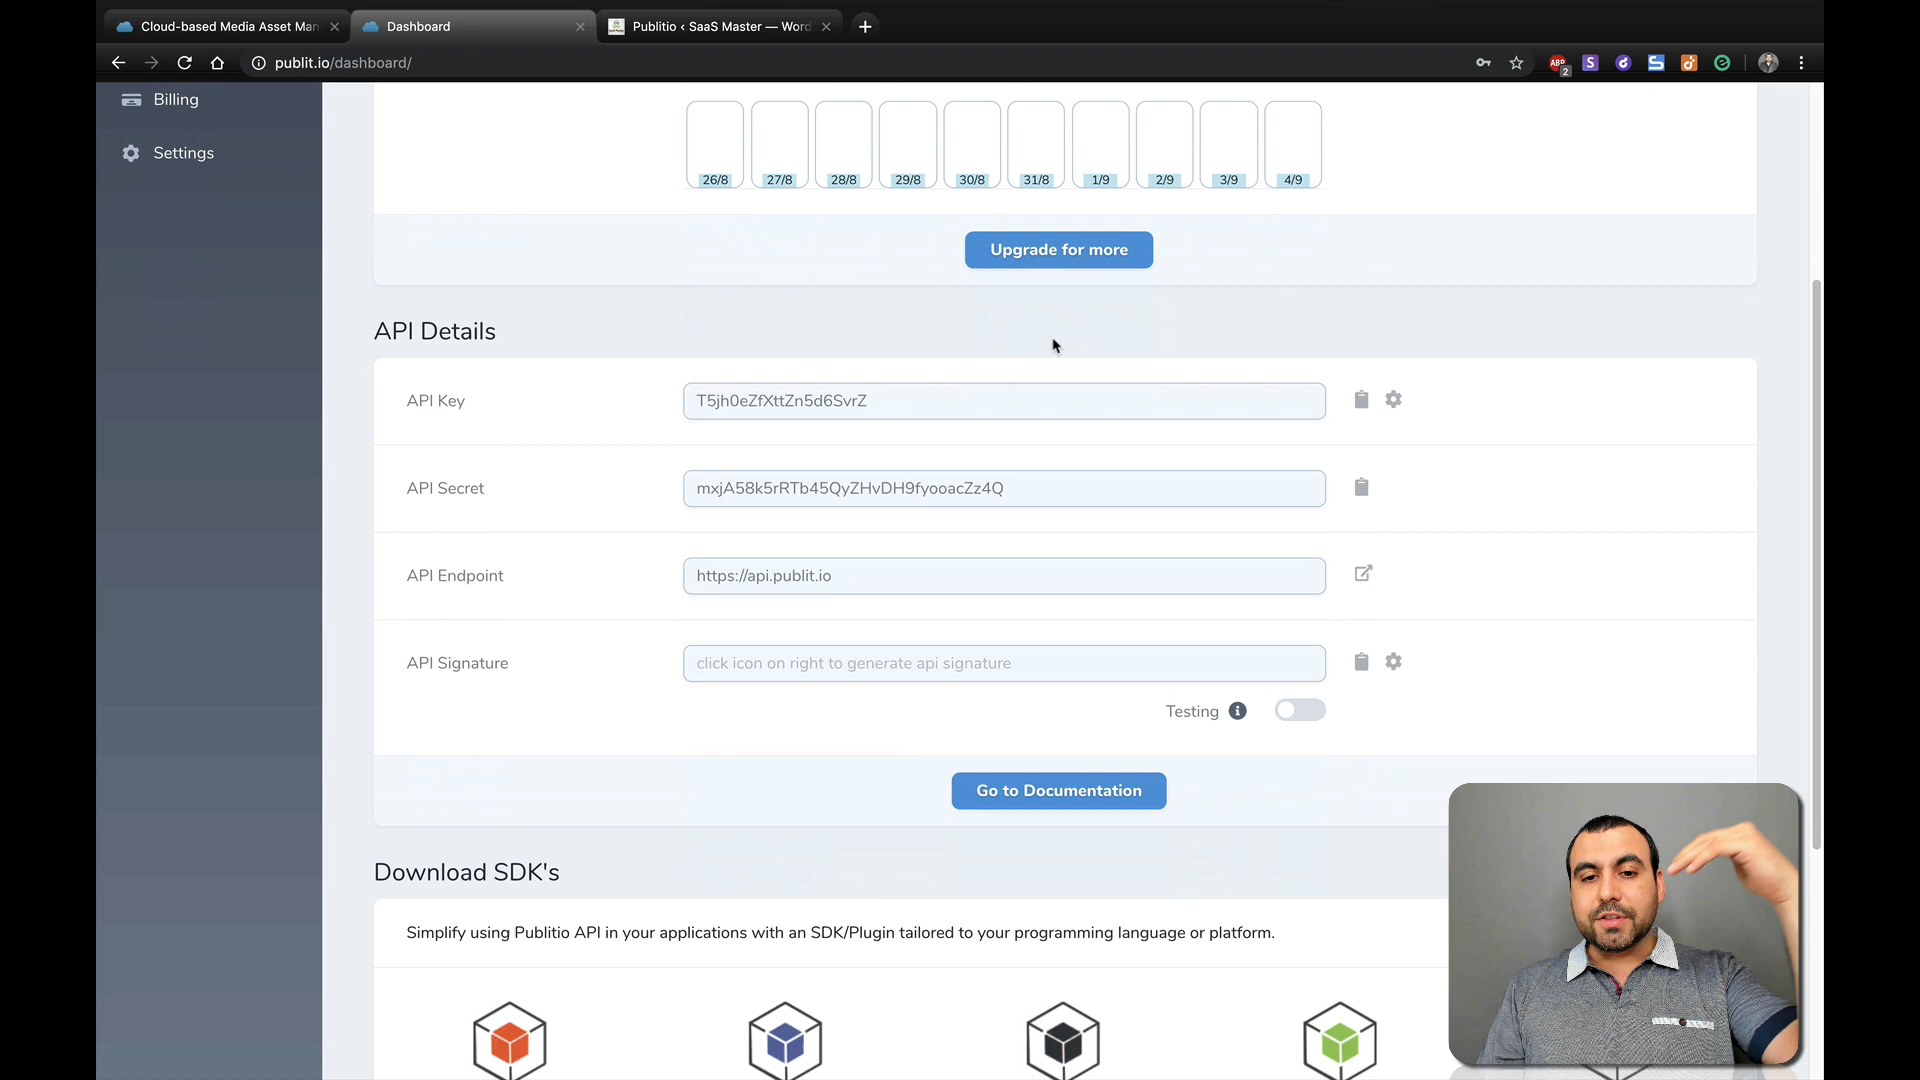 Cloud-based Media Asset Man
Dashboard
Publitio ‹ SaaS Master — Word
publit.io/dashboard/
ABP
2
S
Billing
Settings
26/8 27/8 28/8 29/8 30/8 31/8 1/9 2/9 3/9 4/9
Upgrade for more
API Details
API Key
T5jh0eZfXttZn5d6SvrZ
API Secret
mxjA58k5rRTb45QyZHvDH9fyooacZz4Q
API Endpoint
https://api.publit.io
API Signature
click icon on right to generate api signature
Testing
Go to Documentation
Download SDK's
Simplify using Publitio API in your applications with an SDK/Plugin tailored to your programming language or platform.